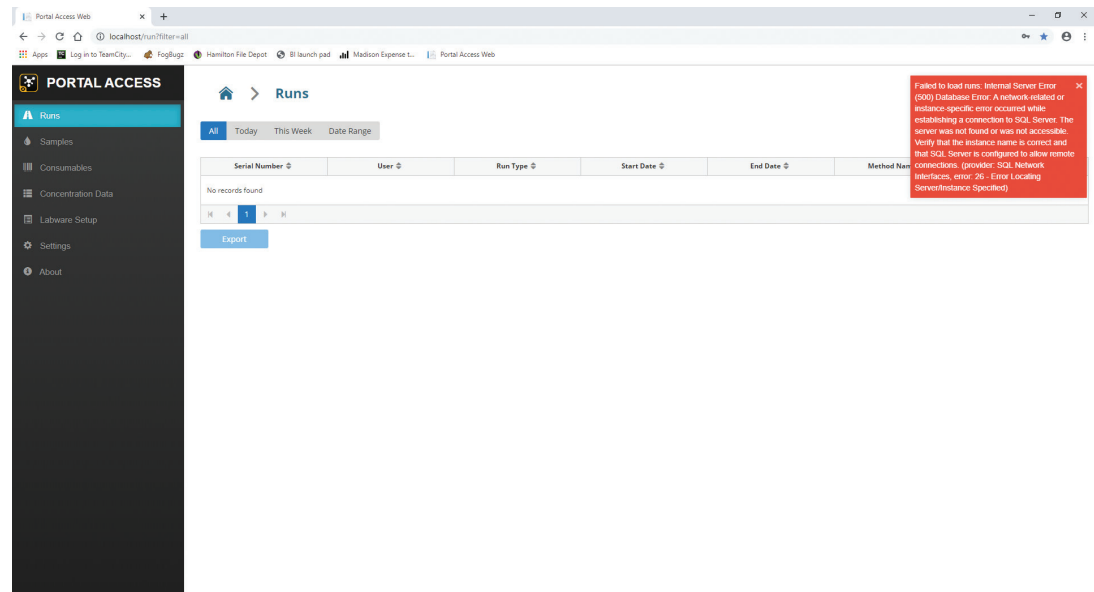 Portal Access Web
localhost/run?filter=all
Apps Log in to TeamCity... FogBugz Hamilton File Depot BI launch pad Madison Expense t... Portal Access Web
PORTAL ACCESS
Runs
Samples
Consumables
Concentration Data
Labware Setup
Settings
About
Runs
All Today This Week Date Range
Serial Number User Run Type Start Date End Date Method Nam
No records found
1
Export
Failed to load runs: Internal Server Error
(500) Database Error: A network-related or
instance-specific error occurred while
establishing a connection to SQL Server. The
server was not found or was not accessible.
Verify that the instance name is correct and
that SQL Server is configured to allow remote
connections. (provider: SQL Network
Interfaces, error: 26 - Error Locating
Server/Instance Specified)